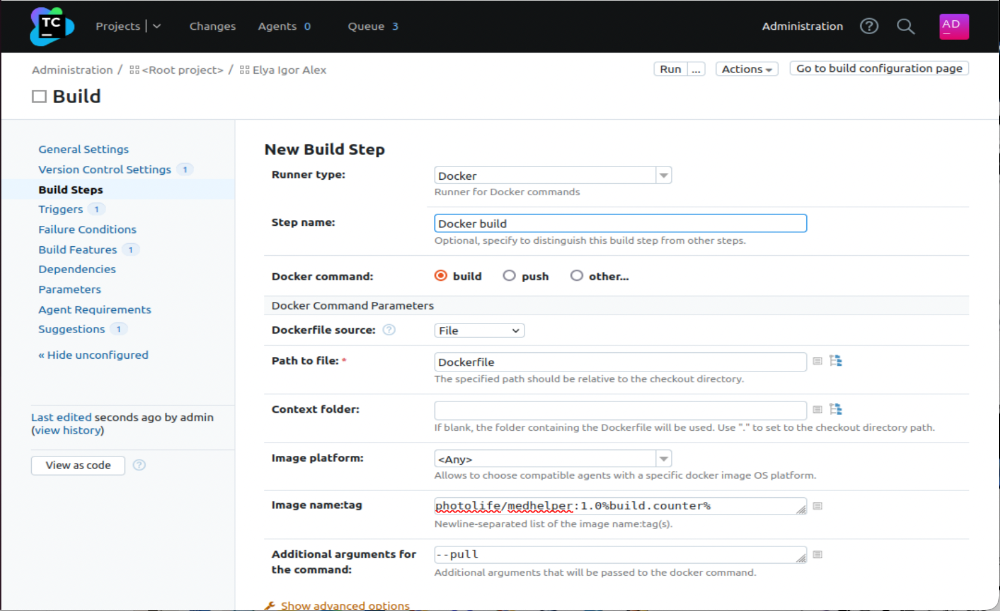 TC
Projects
Changes
Agents 0
Queue 3
Administration
AD
Administration / <Root project> / Elya Igor Alex
Run ...
Actions
Go to build configuration page
Build
General Settings
Version Control Settings 1
Build Steps
Triggers 1
Failure Conditions
Build Features 1
Dependencies
Parameters
Agent Requirements
Suggestions 1
« Hide unconfigured
Last edited seconds ago by admin
(view history)
View as code ?
New Build Step
Runner type: Docker
Runner for Docker commands
Step name: Docker build
Optional, specify to distinguish this build step from other steps.
Docker command: build push other...
Docker Command Parameters
Dockerfile source: ? File
Path to file: * Dockerfile
The specified path should be relative to the checkout directory.
Context folder:
If blank, the folder containing the Dockerfile will be used. Use "." to set to the checkout directory path.
Image platform: <Any>
Allows to choose compatible agents with a specific docker image OS platform.
Image name:tag photolife/medhelper:1.0%build.counter%
Newline-separated list of the image name:tag(s).
Additional arguments for
the command:
--pull
Additional arguments that will be passed to the docker command.
Show advanced options